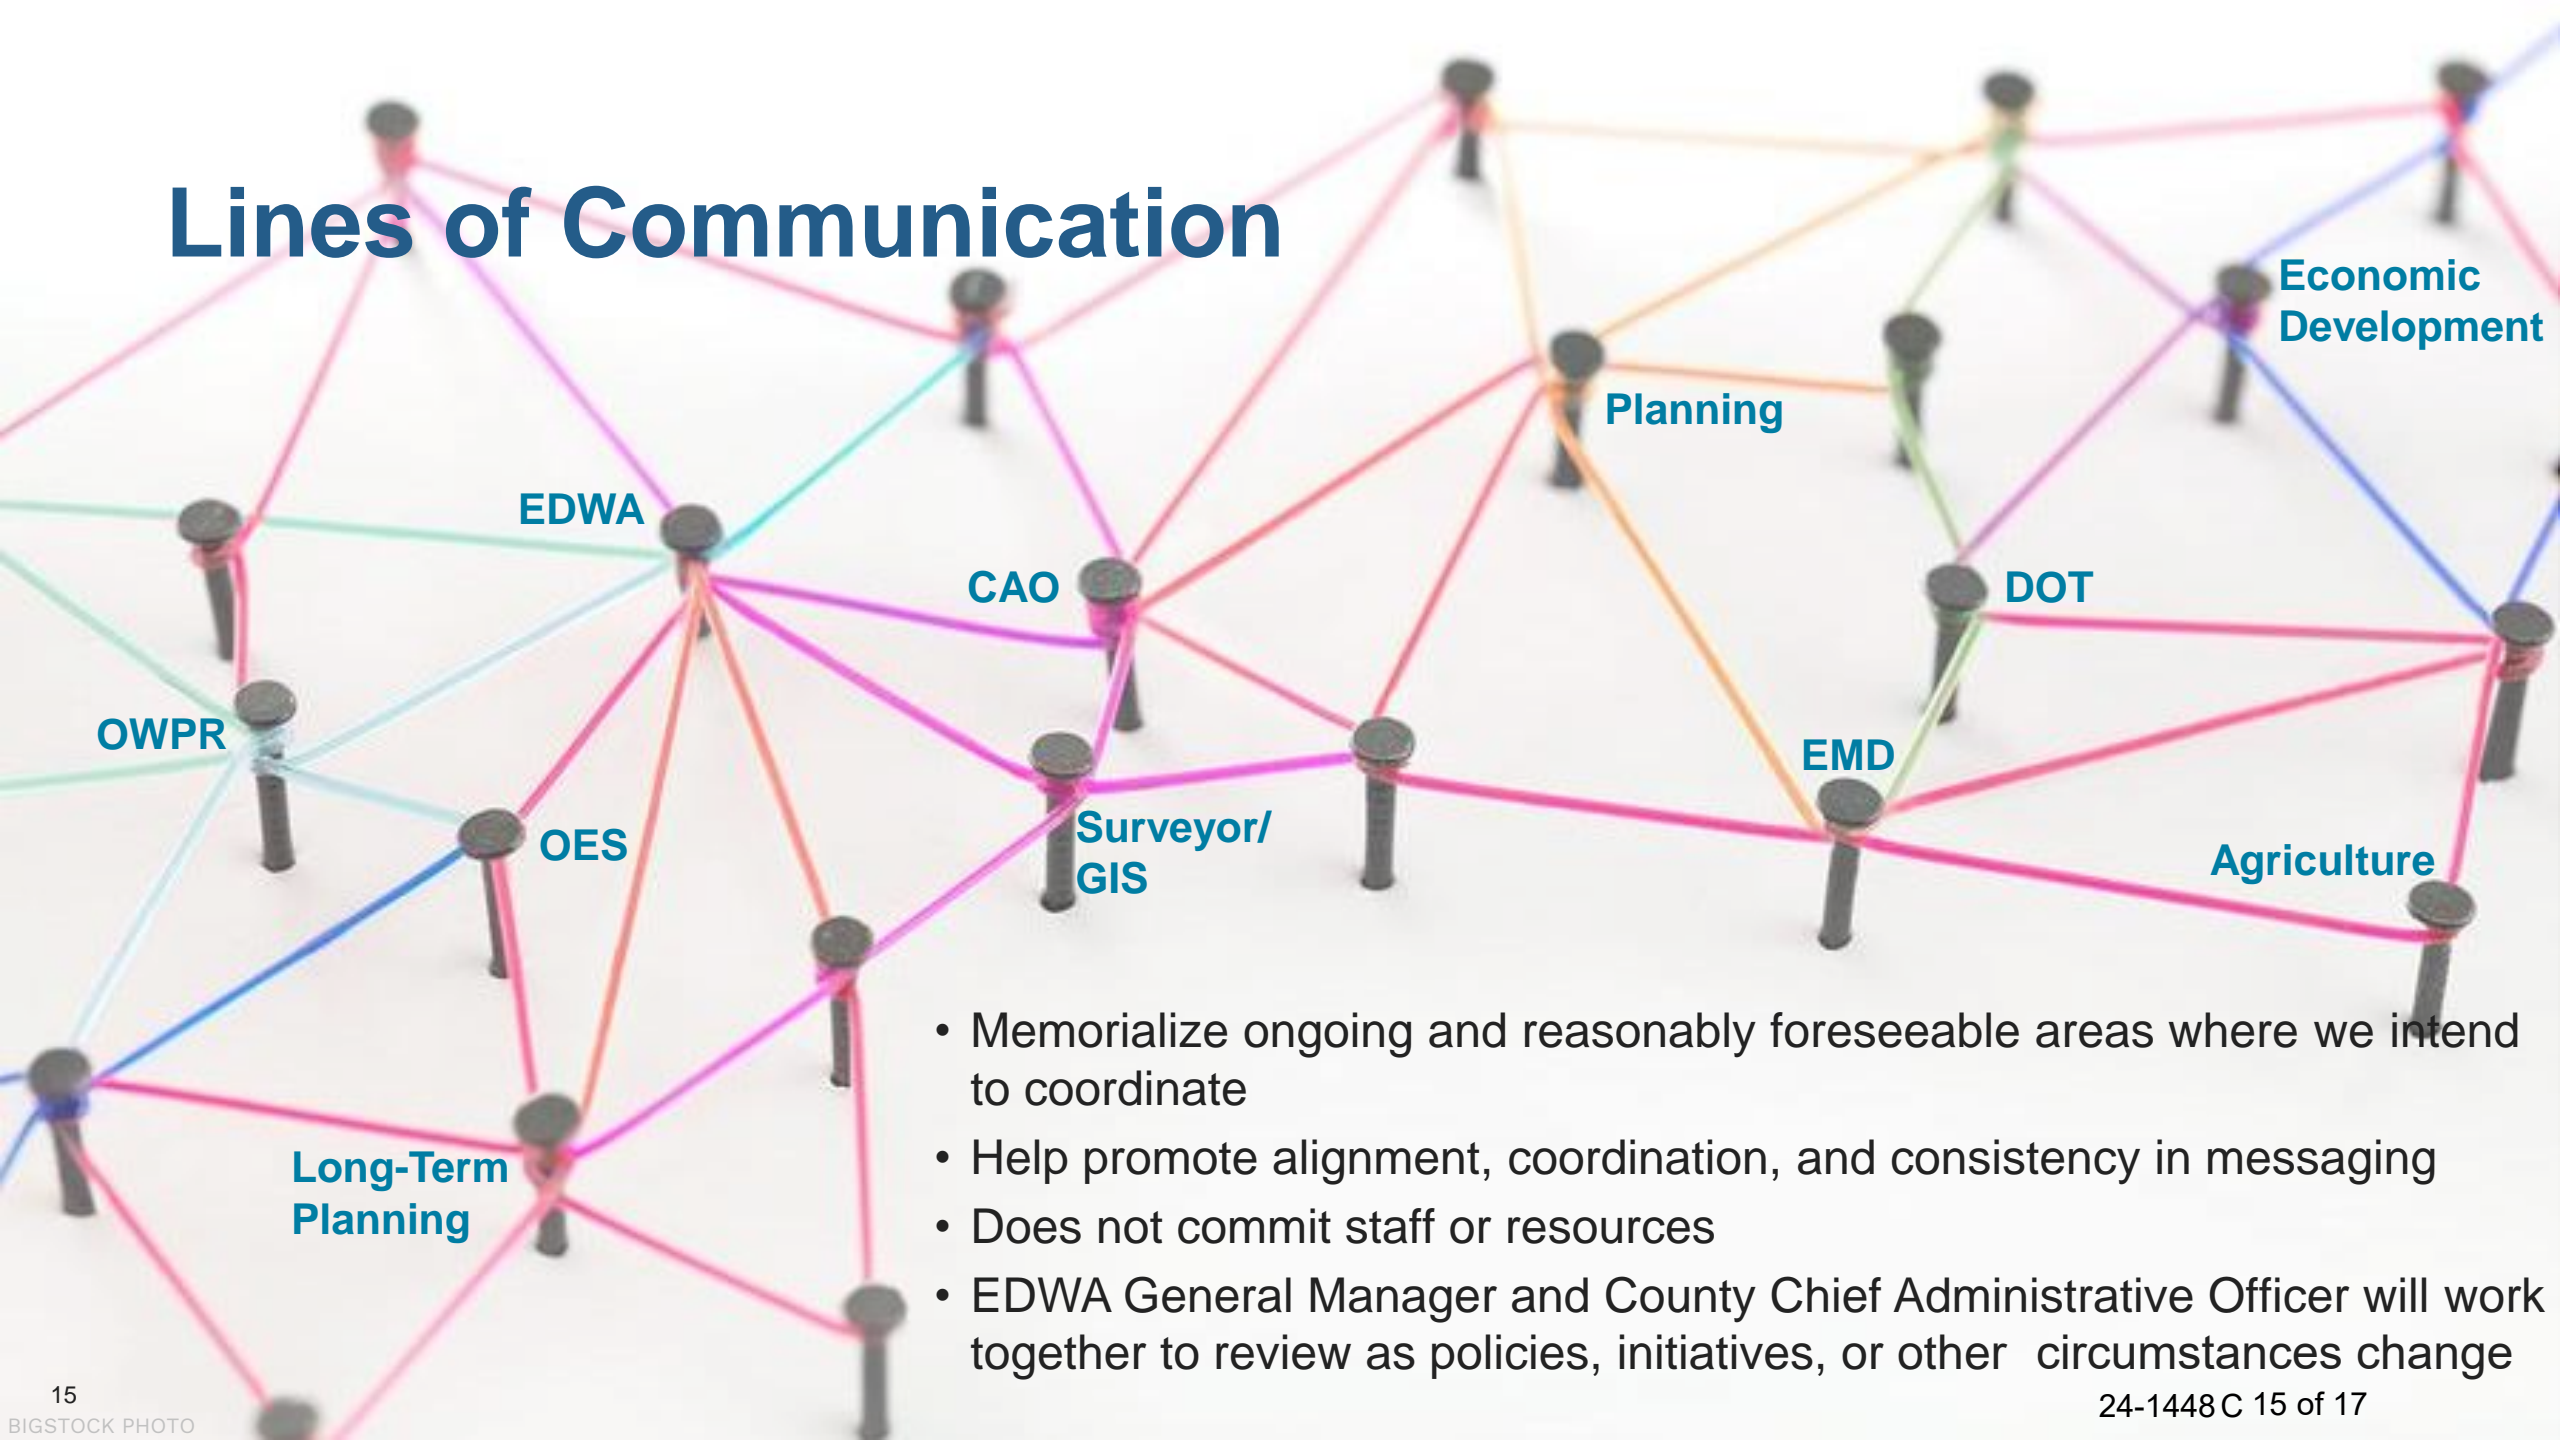 Lines of Communication
Economic
Development
Planning
EDWA
CAO
DOT
OWPR
EMD
OES
Surveyor/
GIS
Agriculture
Long-Term
Planning
• Memorialize ongoing and reasonably foreseeable areas where we intend
to coordinate
• Help promote alignment, coordination, and consistency in messaging
• Does not commit staff or resources
• EDWA General Manager and County Chief Administrative Officer will work
together to review as policies, initiatives, or other circumstances change
15
BIGSTOCK PHOTO
24-1448 C 15 of 17